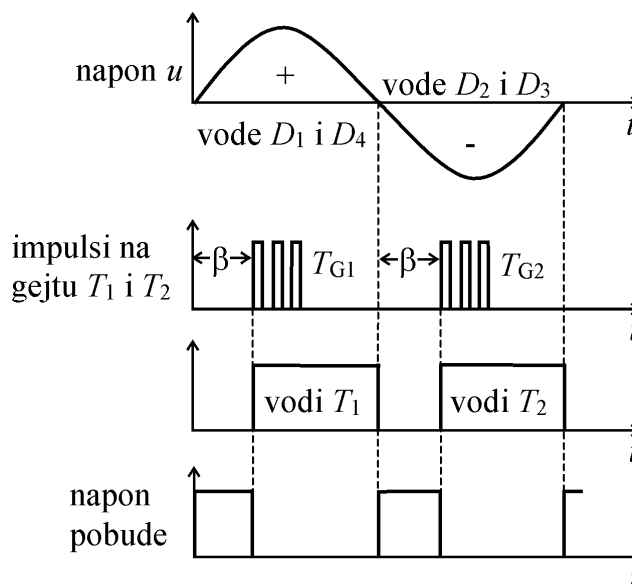 napon u
+
vode D2 i D3
t
vode D1 i D4
-
impulsi na
gejtu T1 i T2
β
TG1
β
TG2
vodi T1
vodi T2
t
napon
pobude